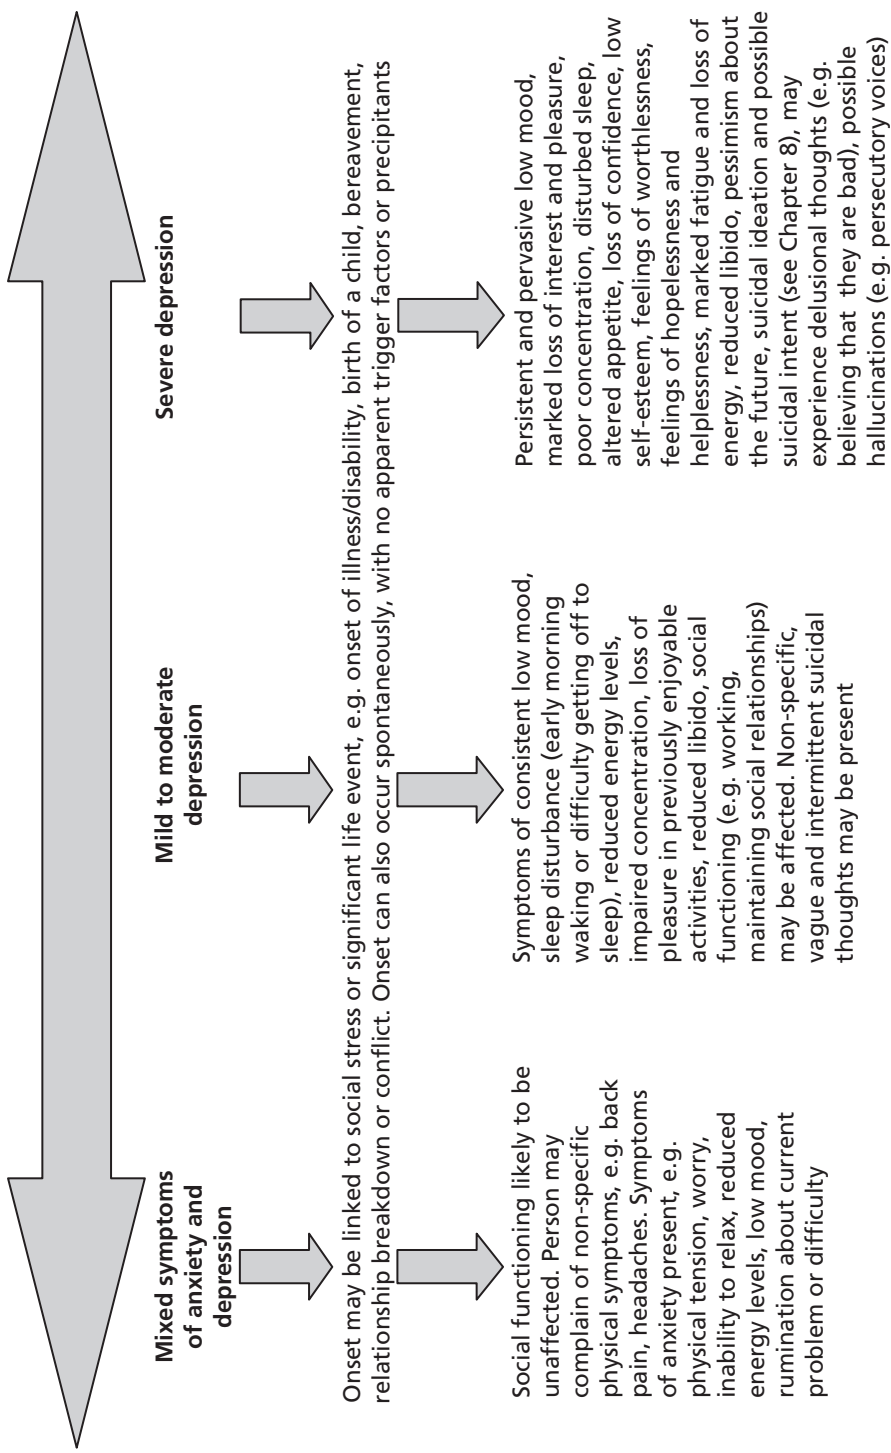 Mixed symptoms
of anxiety and
depression
Mild to moderate
depression
Severe depression
Onset may be linked to social stress or significant life event, e.g. onset of illness/disability, birth of a child, bereavement,
relationship breakdown or conflict. Onset can also occur spontaneously, with no apparent trigger factors or precipitants
Social functioning likely to be
unaffected. Person may
complain of non-specific
physical symptoms, e.g. back
pain, headaches. Symptoms
of anxiety present, e.g.
physical tension, worry,
inability to relax, reduced
energy levels, low mood,
rumination about current
problem or difficulty
Symptoms of consistent low mood,
sleep disturbance (early morning
waking or difficulty getting off to
sleep), reduced energy levels,
impaired concentration, loss of
pleasure in previously enjoyable
activities, reduced libido, social
functioning (e.g. working,
maintaining social relationships)
may be affected. Non-specific,
vague and intermittent suicidal
thoughts may be present
Persistent and pervasive low mood,
marked loss of interest and pleasure,
poor concentration, disturbed sleep,
altered appetite, loss of confidence, low
self-esteem, feelings of worthlessness,
feelings of hopelessness and
helplessness, marked fatigue and loss of
energy, reduced libido, pessimism about
the future, suicidal ideation and possible
suicidal intent (see Chapter 8), may
experience delusional thoughts (e.g.
believing that they are bad), possible
hallucinations (e.g. persecutory voices)